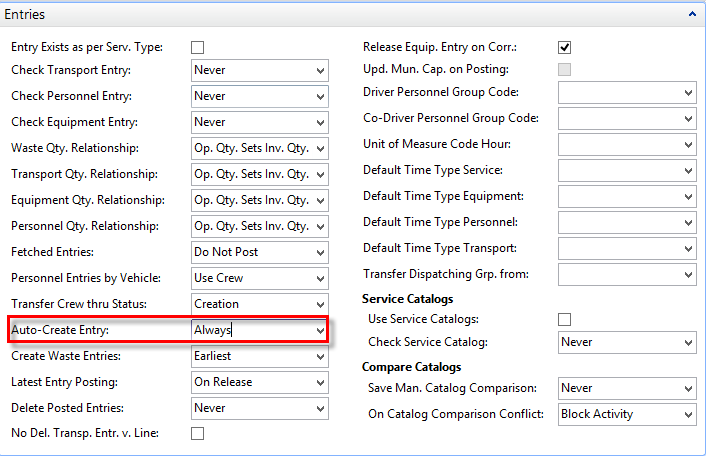 Entries
Entry Exists as per Serv. Type:
Check Transport Entry: Never
Check Personnel Entry: Never
Check Equipment Entry: Never
Waste Qty. Relationship: Op. Qty. Sets Inv. Qty.
Transport Qty. Relationship: Op. Qty. Sets Inv. Qty.
Equipment Qty. Relationship: Op. Qty. Sets Inv. Qty.
Personnel Qty. Relationship: Op. Qty. Sets Inv. Qty.
Fetched Entries: Do Not Post
Personnel Entries by Vehicle: Use Crew
Transfer Crew thru Status: Creation
Auto-Create Entry: Always
Create Waste Entries: Earliest
Latest Entry Posting: On Release
Delete Posted Entries: Never
No Del. Transp. Entr. v. Line:
Release Equip. Entry on Corr.:
Upd. Mun. Cap. on Posting:
Driver Personnel Group Code:
Co-Driver Personnel Group Code:
Unit of Measure Code Hour:
Default Time Type Service:
Default Time Type Equipment:
Default Time Type Personnel:
Default Time Type Transport:
Transfer Dispatching Grp. from:
Service Catalogs
Use Service Catalogs:
Check Service Catalog: Never
Compare Catalogs
Save Man. Catalog Comparison: Never
On Catalog Comparison Conflict: Block Activity